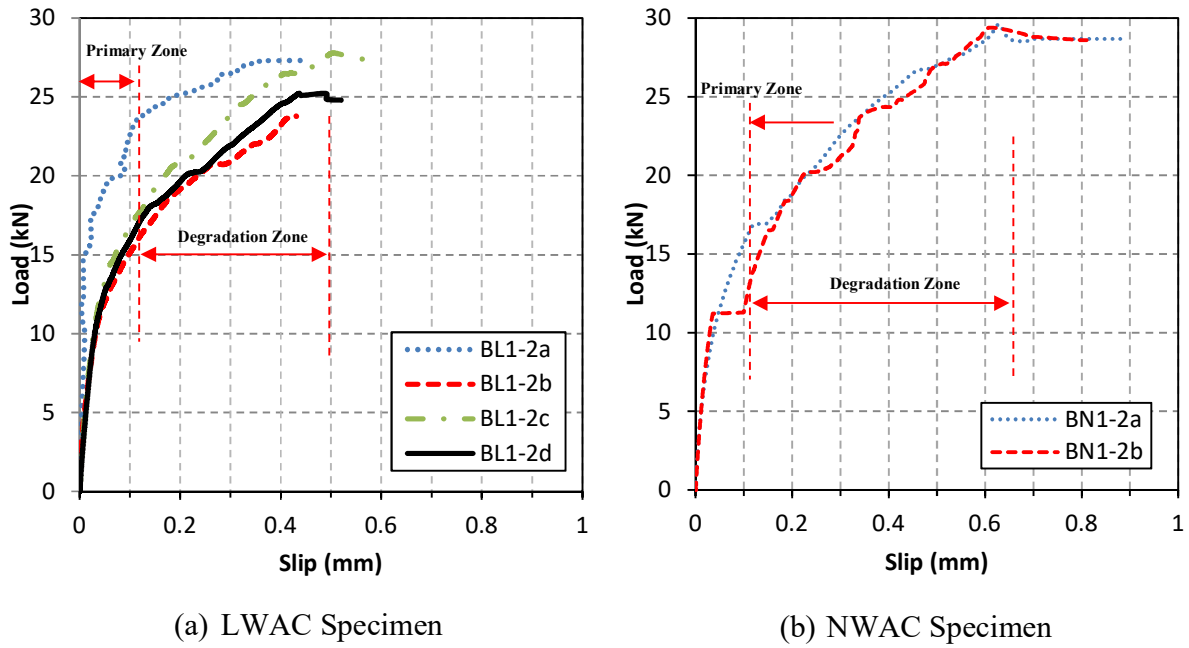 30
25
20
15
10
5
0
Load (kN)
Primary Zone
Degradation Zone
BL1-2a
BL1-2b
BL1-2c
BL1-2d
0 0.2 0.4 0.6 0.8 1
Slip (mm)
(a) LWAC Specimen
30
25
20
15
10
5
0
Load (kN)
Primary Zone
Degradation Zone
BN1-2a
BN1-2b
0 0.2 0.4 0.6 0.8 1
Slip (mm)
(b) NWAC Specimen